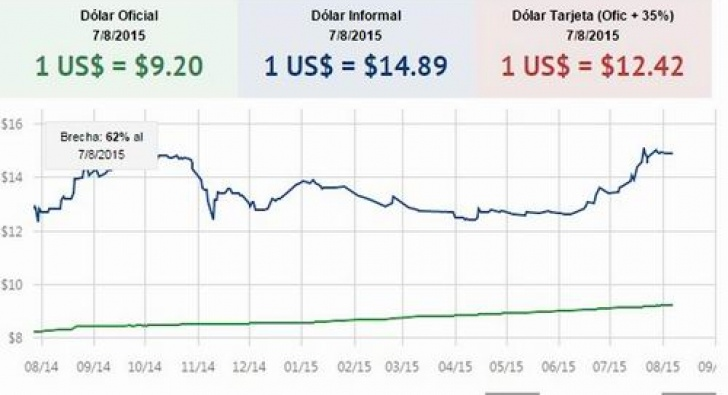 Dólar Oficial
7/8/2015
1 US$ = $9.20
Dólar Informal
7/8/2015
1 US$ = $14.89
Dólar Tarjeta (Ofic + 35%)
7/8/2015
1 US$ = $12.42
$16
Brecha: 62% al
7/8/2015
$14
$12
$10
$8
08/14 09/14 10/14 11/14 12/14 01/15 02/15 03/15 04/15 05/15 06/15 07/15 08/15 09/